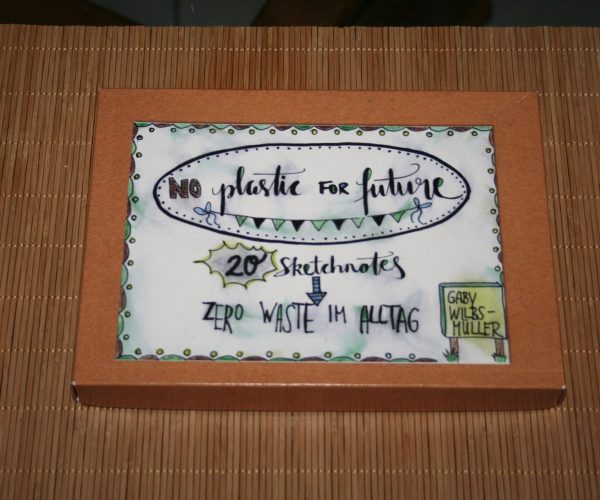 NO plastic FOR future
20 Sketchnotes
ZERO WASTE IM ALLTAG
GABY
WILBS-
MÜLLER